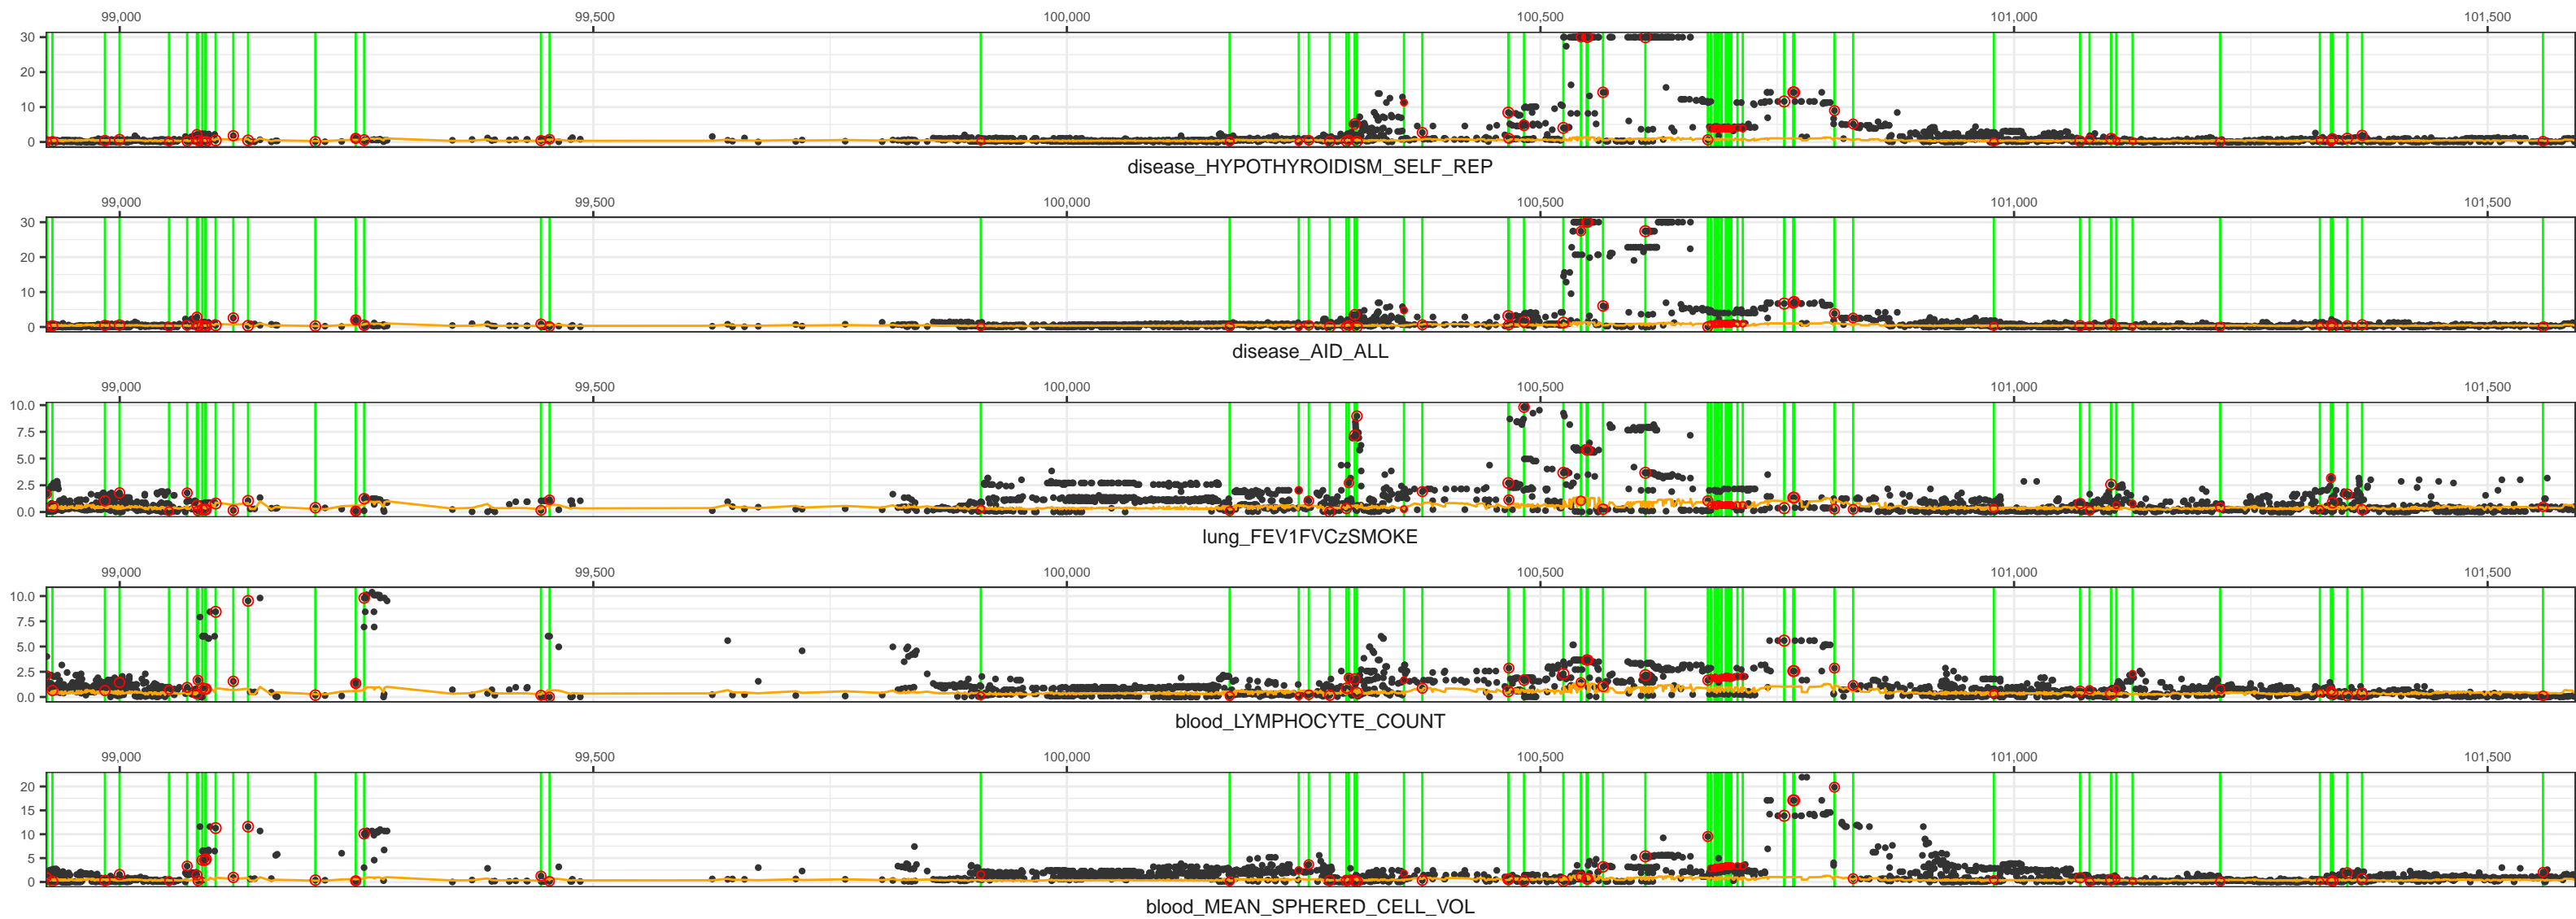 99,000 99,500 100,000 100,500 101,000 101,500
30
20
10
0
disease_HYPOTHYROIDISM_SELF_REP
99,000 99,500 100,000 100,500 101,000 101,500
30
20
10
0
disease_AID_ALL
99,000 99,500 100,000 100,500 101,000 101,500
10.0
7.5
5.0
2.5
0.0
lung_FEV1FVCzSMOKE
99,000 99,500 100,000 100,500 101,000 101,500
10.0
7.5
5.0
2.5
0.0
blood_LYMPHOCYTE_COUNT
99,000 99,500 100,000 100,500 101,000 101,500
20
15
10
5
0
blood_MEAN_SPHERED_CELL_VOL